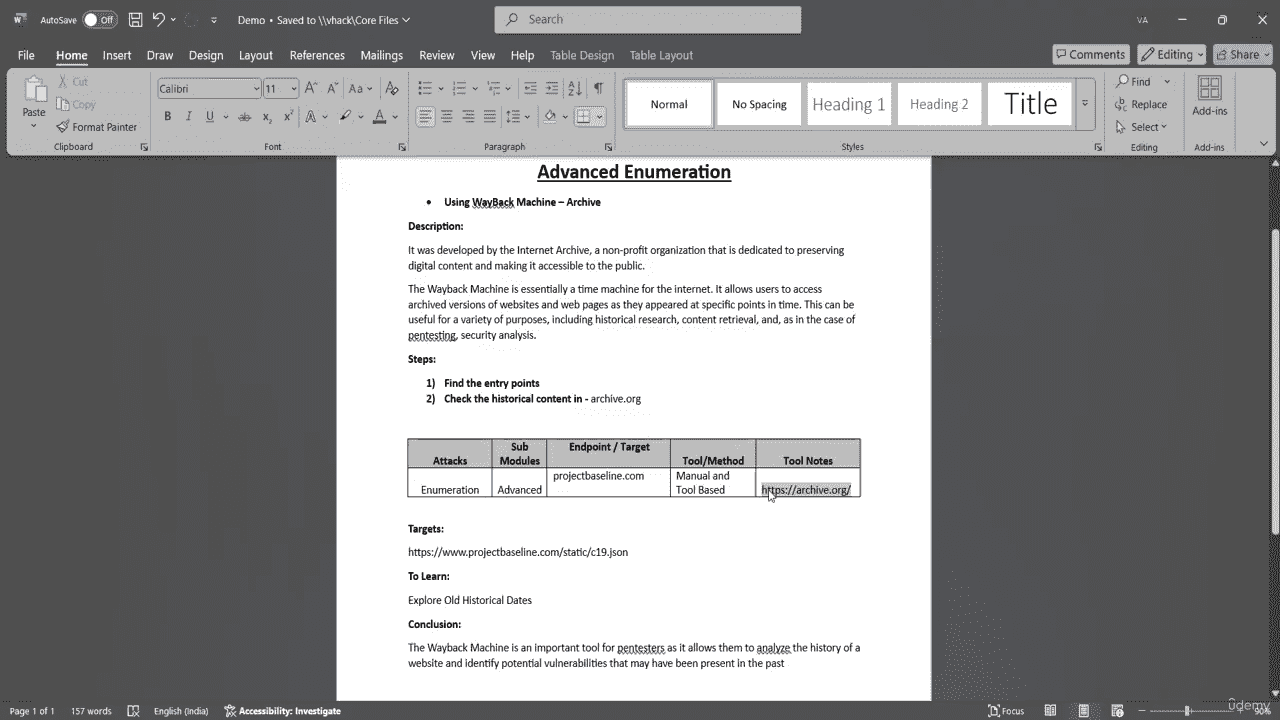 Autosave Off Demo - Saved to \wayback\Doc Files Search VA
File Home Insert Draw Design Layout References Mailings Review View Help Table Design Table Layout Comments Editing Share
Paste Cut Copy Format Painter Clipboard
Calibri 11 Font
Paragraph
Normal No Spacing Heading 1 Heading 2 Title Styles
Find Replace Select Editing
Add-ins Add-ins
Advanced Enumeration
• Using WayBack Machine – Archive
Description:
It was developed by the Internet Archive, a non-profit organization that is dedicated to preserving
digital content and making it accessible to the public.
The Wayback Machine is essentially a time machine for the internet. It allows users to access
archived versions of websites and web pages as they appeared at specific points in time. This can be
useful for a variety of purposes, including historical research, content retrieval, and, as in the case of
pentesting, security analysis.
Steps:
1) Find the entry points
2) Check the historical content in - archive.org
Attacks Sub Modules Endpoint / Target Tool/Method Tool Notes
Enumeration Advanced projectbaseline.com Manual and Tool Based https://archive.org/
Targets:
https://www.projectbaseline.com/static/c19.json
To Learn:
Explore Old Historical Dates
Conclusion:
The Wayback Machine is an important tool for pentesters as it allows them to analyze the history of a
website and identify potential vulnerabilities that may have been present in the past
Page 1 of 1 157 words English (India) Accessibility: Investigate Focus 90%
Udemy